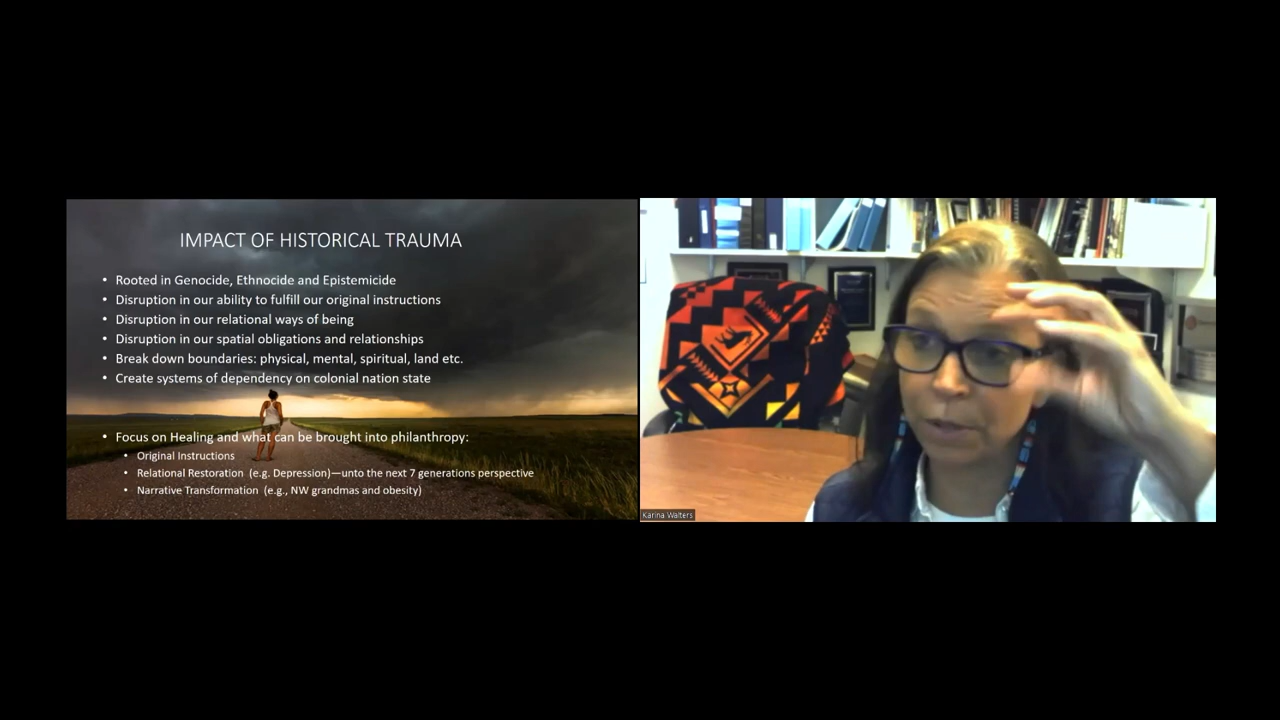 IMPACT OF HISTORICAL TRAUMA
• Rooted in Genocide, Ethnocide and Epistemicide
• Disruption in our ability to fulfill our original instructions
• Disruption in our relational ways of being
• Disruption in our spatial obligations and relationships
• Break down boundaries: physical, mental, spiritual, land etc.
• Create systems of dependency on colonial nation state
• Focus on Healing and what can be brought into philanthropy:
• Original Instructions
• Relational Restoration (e.g. Depression)—unto the next 7 generations perspective
• Narrative Transformation (e.g., NW grandmas and obesity)
Karina Walters